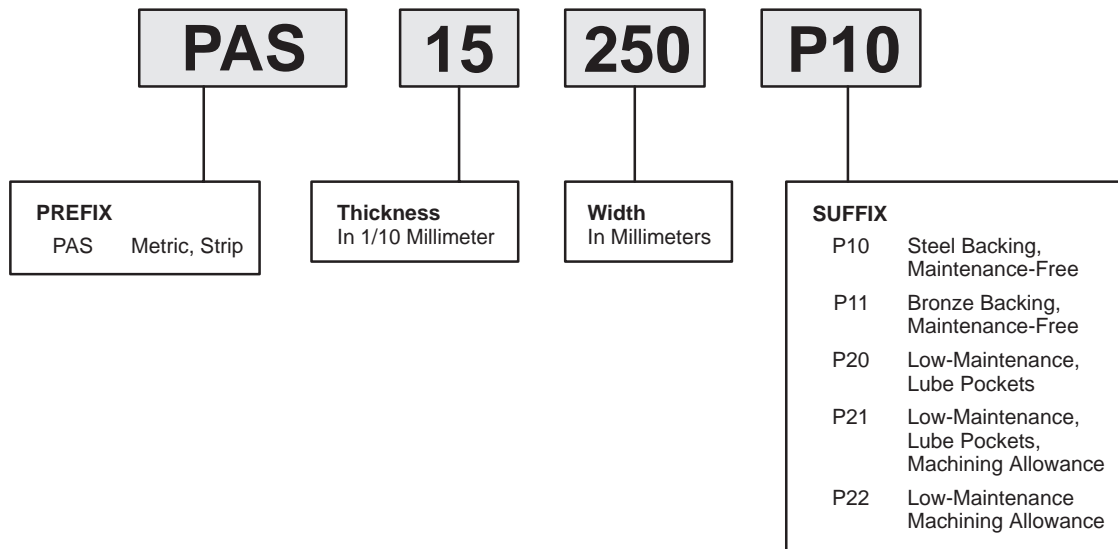 PAS 15 250 P10
PREFIX
PAS Metric, Strip
Thickness
In 1/10 Millimeter
Width
In Millimeters
SUFFIX
P10 Steel Backing,
Maintenance-Free
P11 Bronze Backing,
Maintenance-Free
P20 Low-Maintenance,
Lube Pockets
P21 Low-Maintenance,
Lube Pockets,
Machining Allowance
P22 Low-Maintenance
Machining Allowance